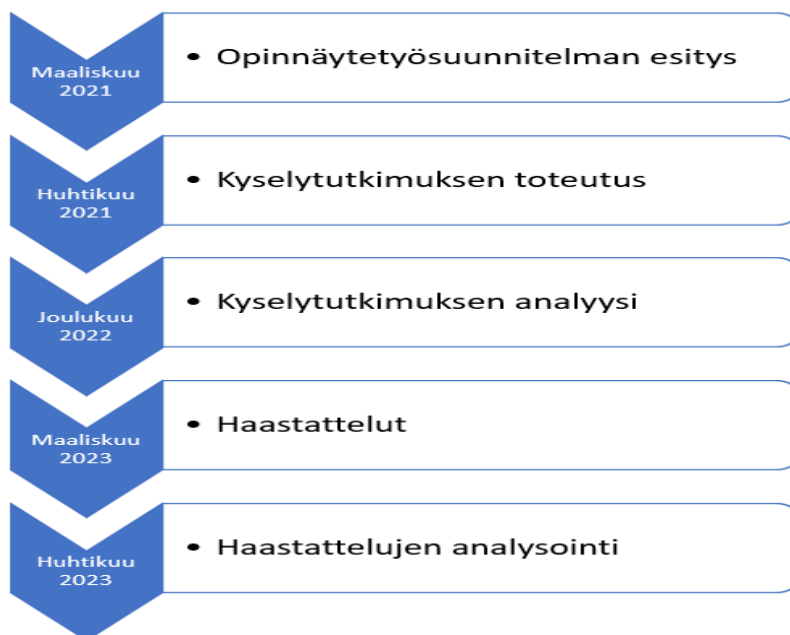 Maaliskuu
2021
• Opinnäytetyösuunnitelman esitys
Huhtikuu
2021
• Kyselytutkimuksen toteutus
Joulukuu
2022
• Kyselytutkimuksen analyysi
Maaliskuu
2023
• Haastattelut
Huhtikuu
2023
• Haastattelujen analysointi